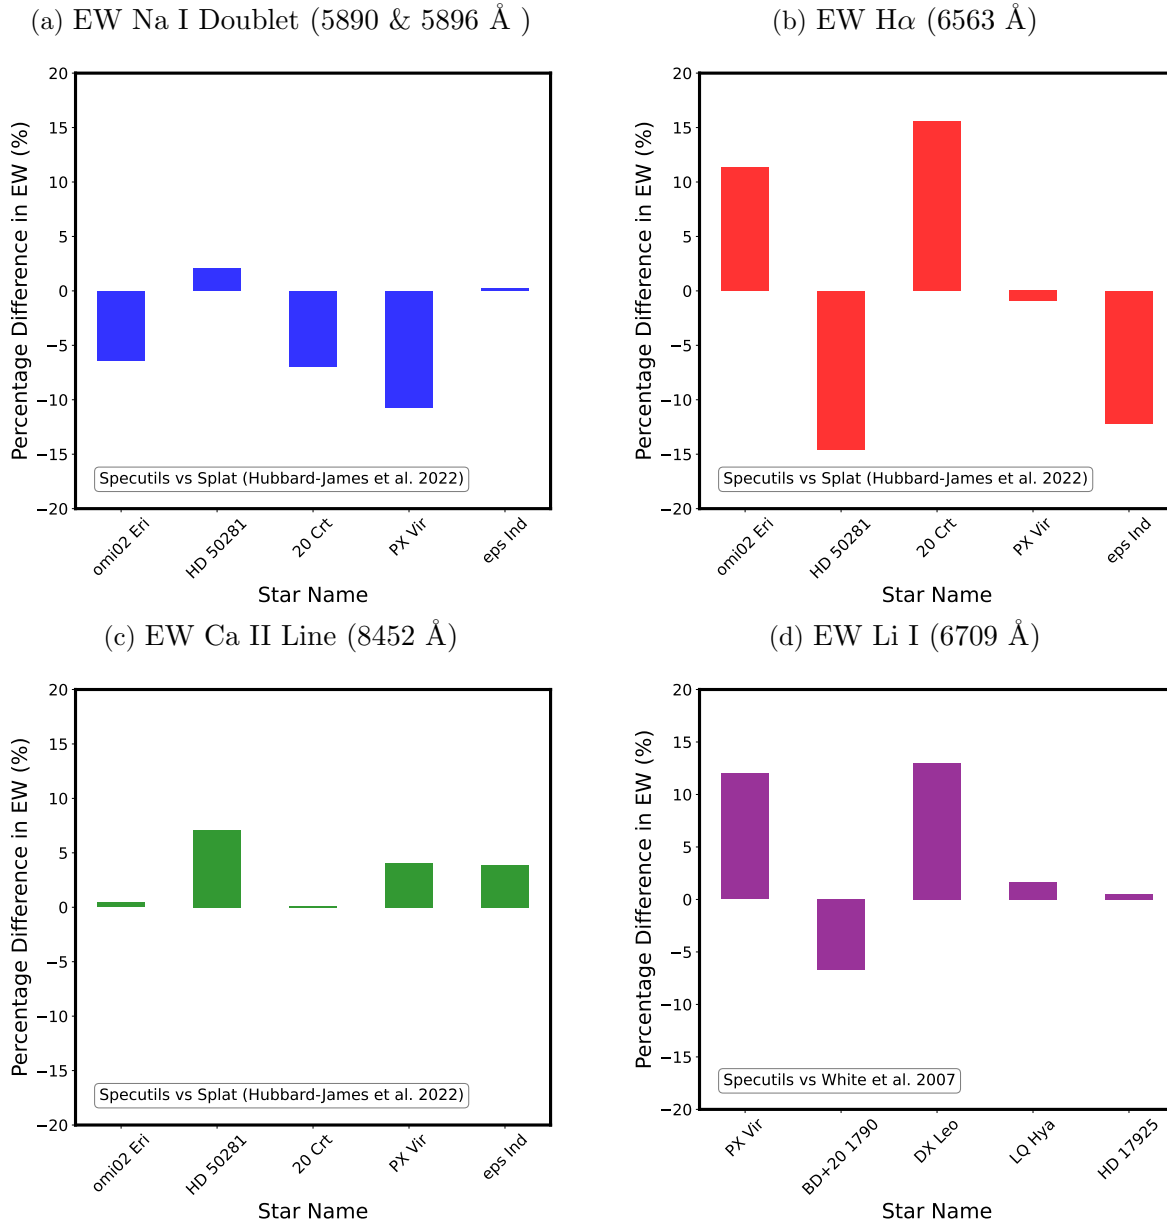 (a) EW Na I Doublet (5890 & 5896 Å )
Percentage Difference in EW (%)
20
15
10
5
0
−5
−10
−15
−20
Specutils vs Splat (Hubbard-James et al. 2022)
omi02 Eri
HD 50281
20 Crt
PX Vir
eps Ind
Star Name
(b) EW Hα (6563 Å)
Percentage Difference in EW (%)
20
15
10
5
0
−5
−10
−15
−20
Specutils vs Splat (Hubbard-James et al. 2022)
omi02 Eri
HD 50281
20 Crt
PX Vir
eps Ind
Star Name
(c) EW Ca II Line (8452 Å)
Percentage Difference in EW (%)
20
15
10
5
0
−5
−10
−15
−20
Specutils vs Splat (Hubbard-James et al. 2022)
omi02 Eri
HD 50281
20 Crt
PX Vir
eps Ind
Star Name
(d) EW Li I (6709 Å)
Percentage Difference in EW (%)
20
15
10
5
0
−5
−10
−15
−20
Specutils vs White et al. 2007
PX Vir
BD+20 1790
DX Leo
LQ Hya
HD 17925
Star Name